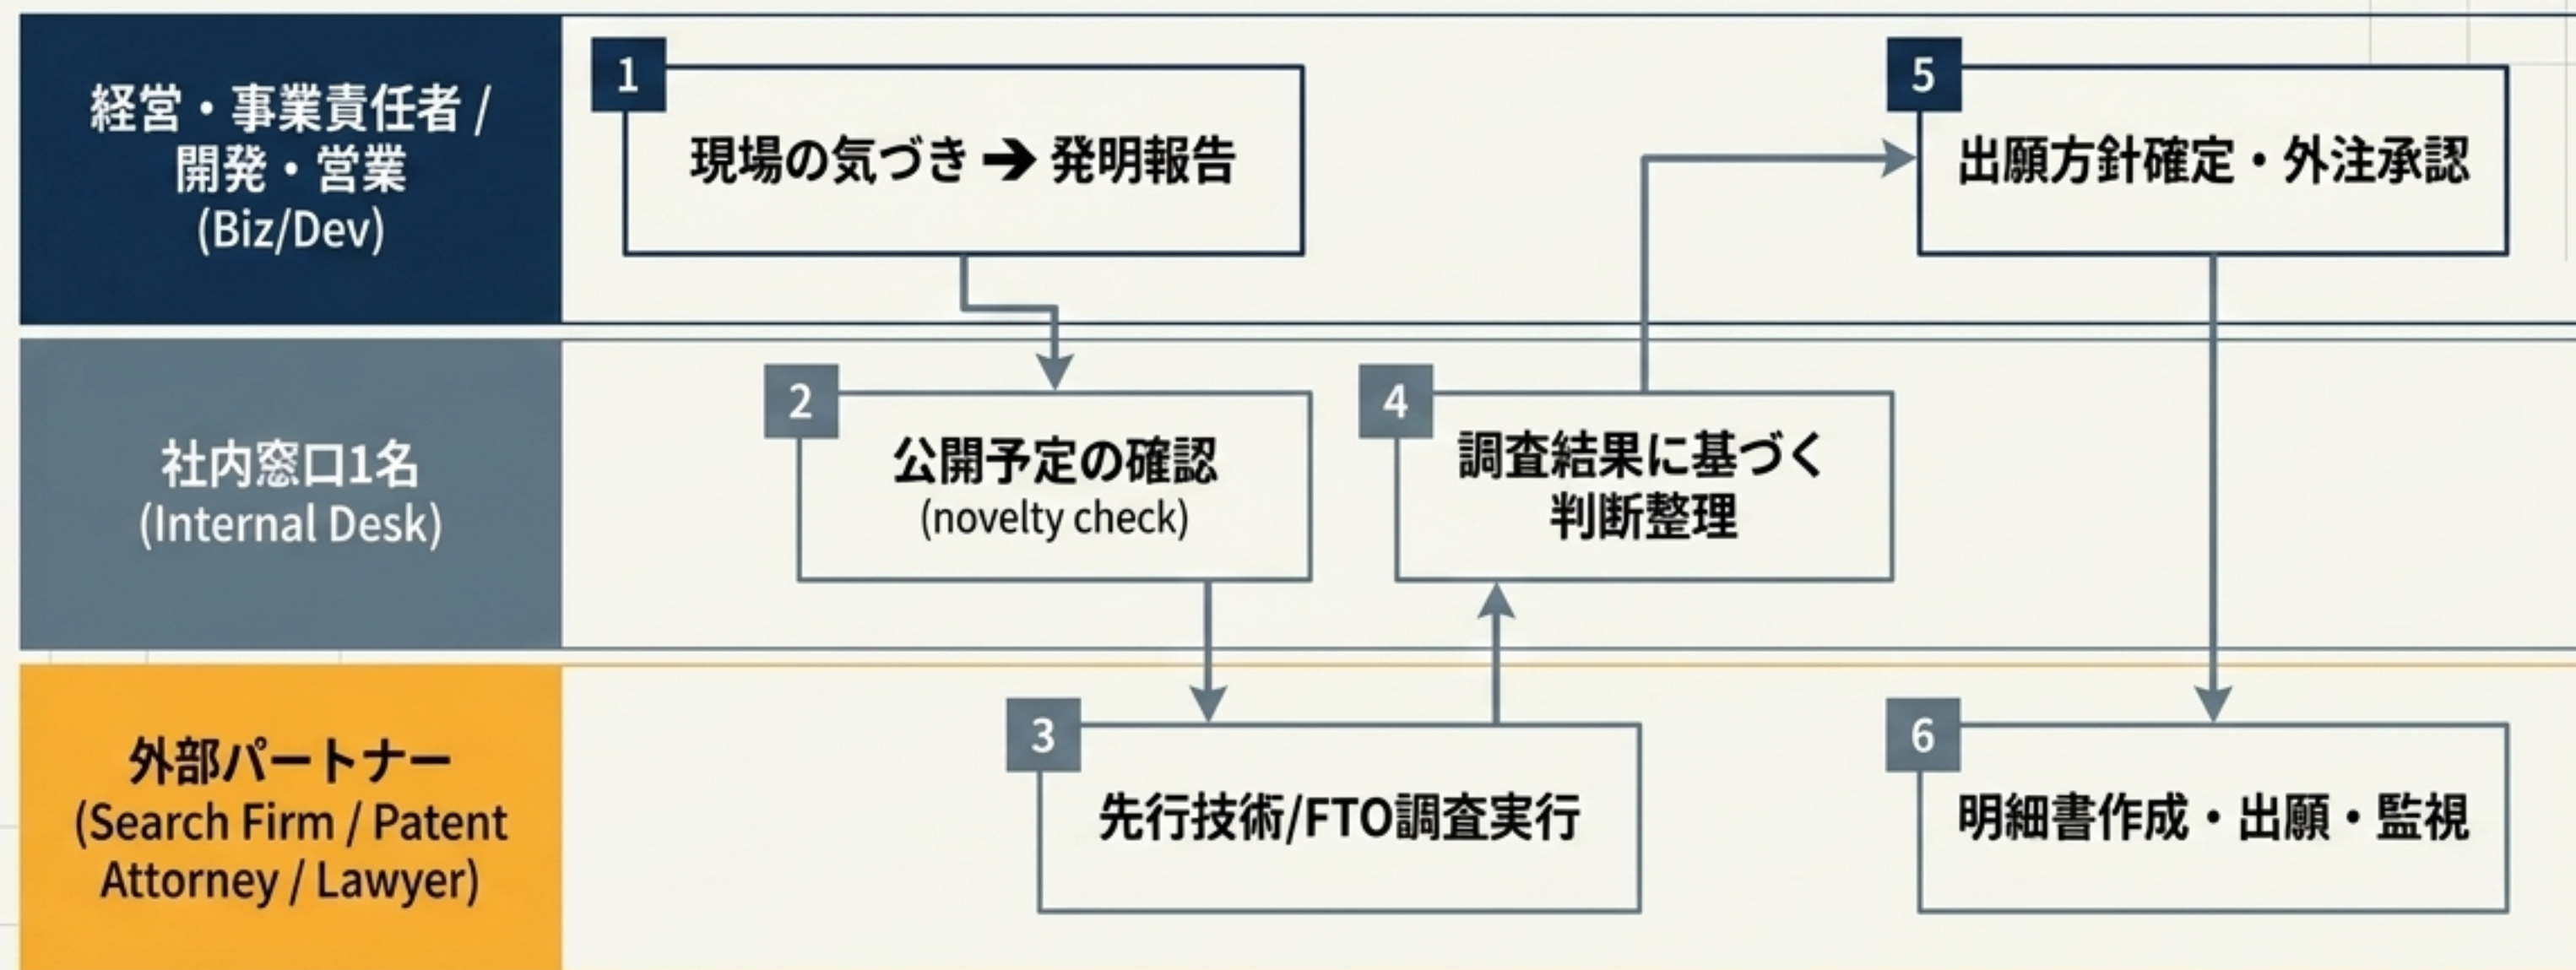 経営・事業責任者 /
開発・営業
(Biz/Dev)
1
現場の気づき ➔ 発明報告
5
出願方針確定・外注承認
社内窓口1名
(Internal Desk)
2
公開予定の確認
(novelty check)
4
調査結果に基づく
判断整理
外部パートナー
(Search Firm / Patent
Attorney / Lawyer)
3
先行技術/FTO調査実行
6
明細書作成・出願・監視